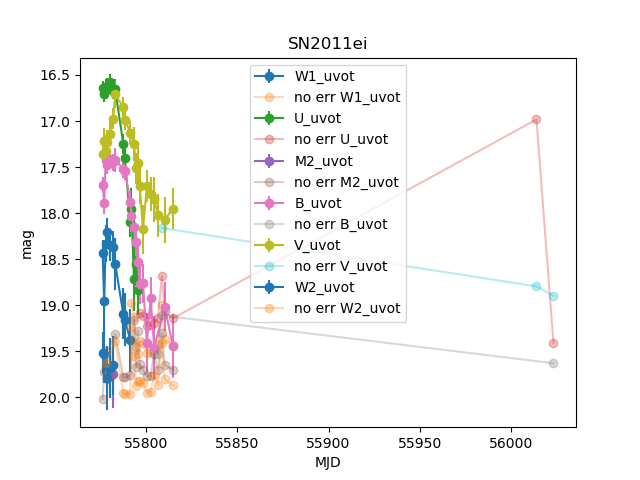 SN2011ei
16.5
17.0
17.5
18.0
18.5
19.0
19.5
20.0
mag
W1_uvot
no err W1_uvot
U_uvot
no err U_uvot
M2_uvot
no err M2_uvot
B_uvot
no err B_uvot
V_uvot
no err V_uvot
W2_uvot
no err W2_uvot
55800 55850 55900 55950 56000
MJD